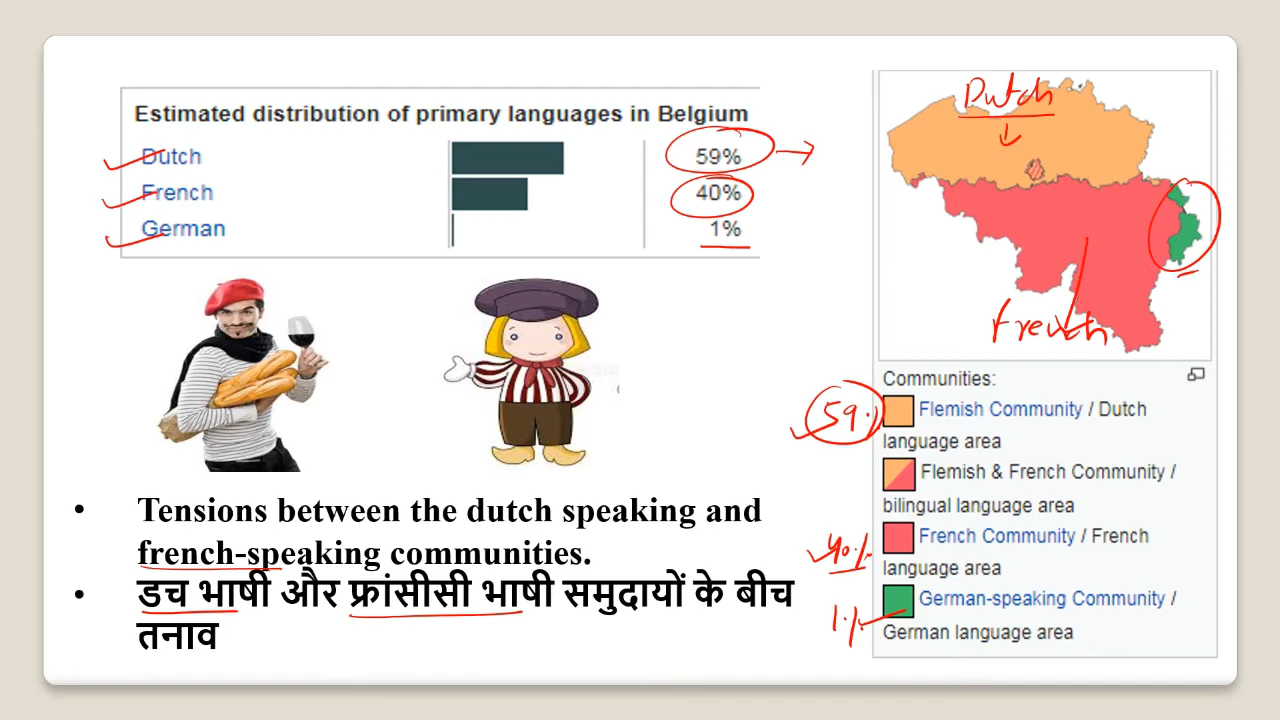 Estimated distribution of primary languages in Belgium
Dutch 59%
French 40%
German 1%
Dutch
French
Communities:
59%
Flemish Community / Dutch
language area
Flemish & French Community /
bilingual language area
40%
French Community / French
language area
1%
German-speaking Community /
German language area
• Tensions between the dutch speaking and
french-speaking communities.
• डच भाषी और फ्रांसीसी भाषी समुदायों के बीच
तनाव